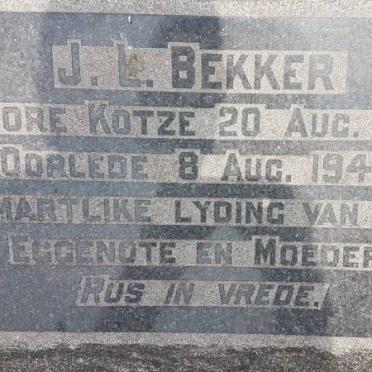 J. L. BEKKER
ORE KOTZE 20 AUG.
OORLEDE 8 AUG. 194
MARTLIKE LYDING VAN
EGGENOTE EN MOEDER
RUS IN VREDE.